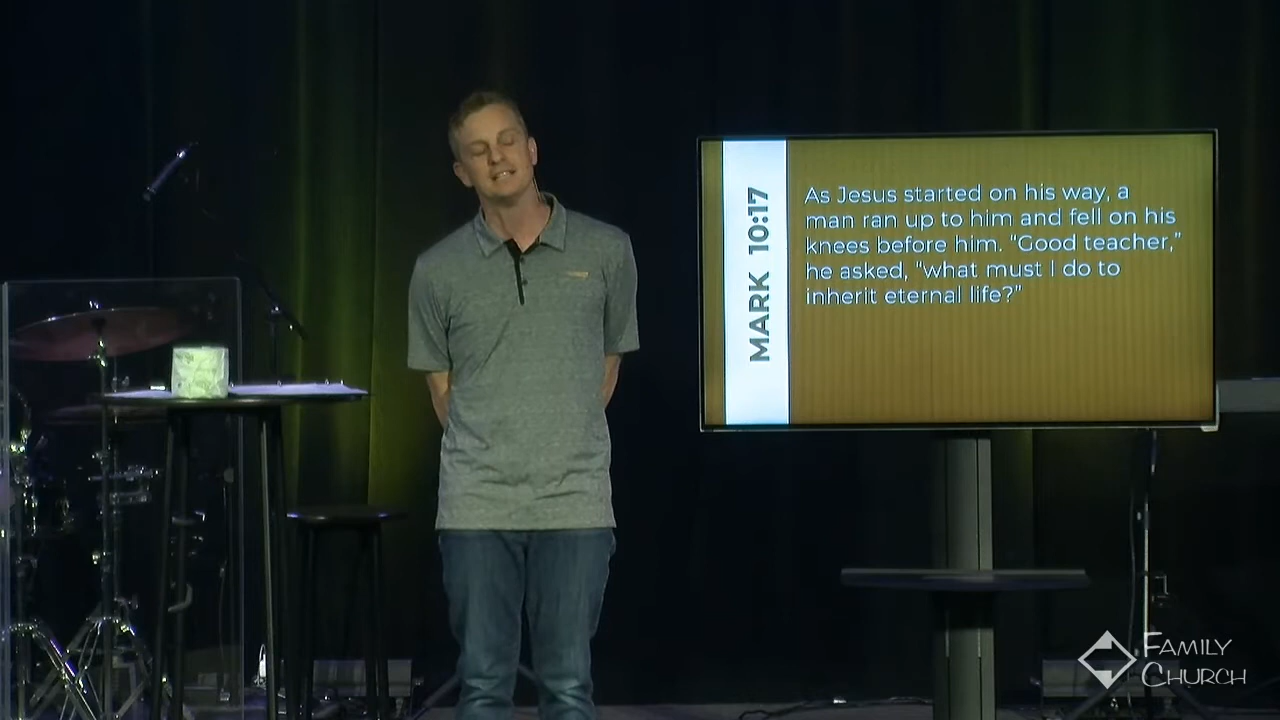 MARK 10:17
As Jesus started on his way, a
man ran up to him and fell on his
knees before him. “Good teacher,”
he asked, “what must I do to
inherit eternal life?”
FAMILY
CHURCH